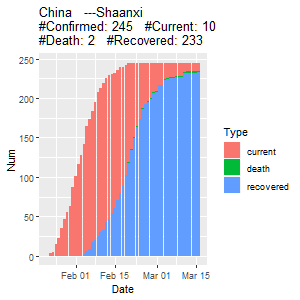 China ---Shaanxi
#Confirmed: 245 #Current: 10
#Death: 2 #Recovered: 233
250
200
150
100
50
0
Num
Feb 01 Feb 15 Mar 01 Mar 15
Date
Type
current
death
recovered